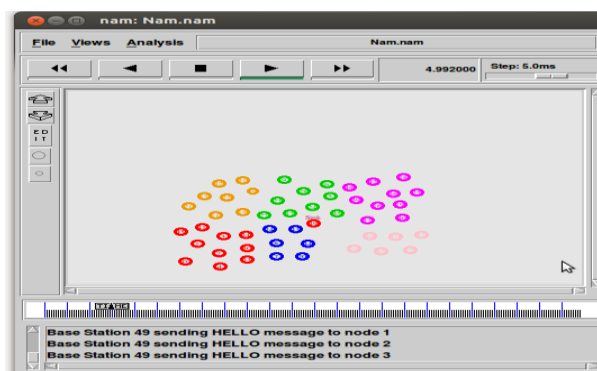 nam: Nam.nam
File Views Analysis Nam.nam
4.992000 Step: 5.0ms
E D
I T
TIME
Base Station 49 sending HELLO message to node 1
Base Station 49 sending HELLO message to node 2
Base Station 49 sending HELLO message to node 3